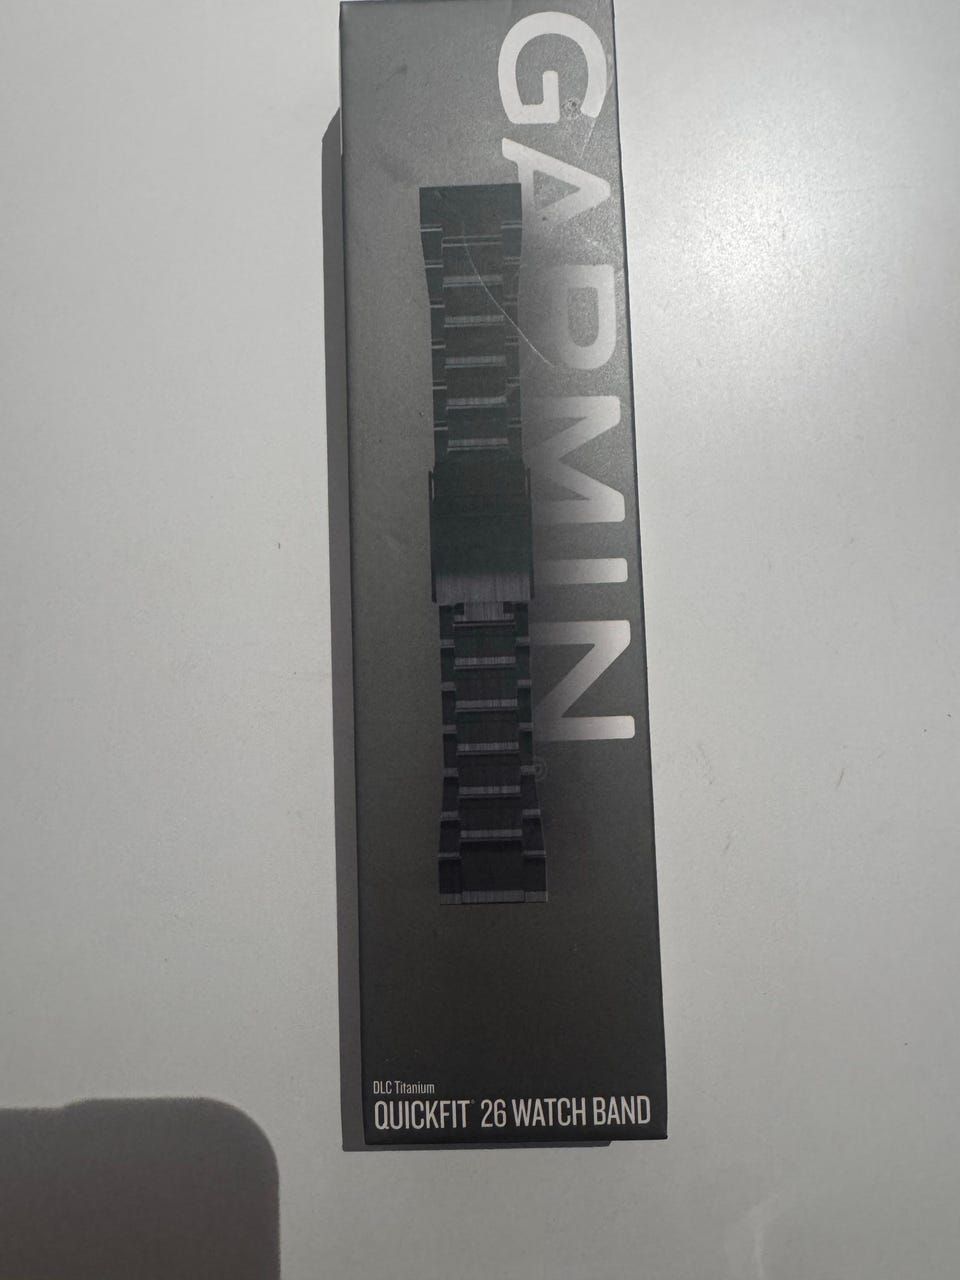 GARMIN
DLC Titanium
QUICKFIT® 26 WATCH BAND